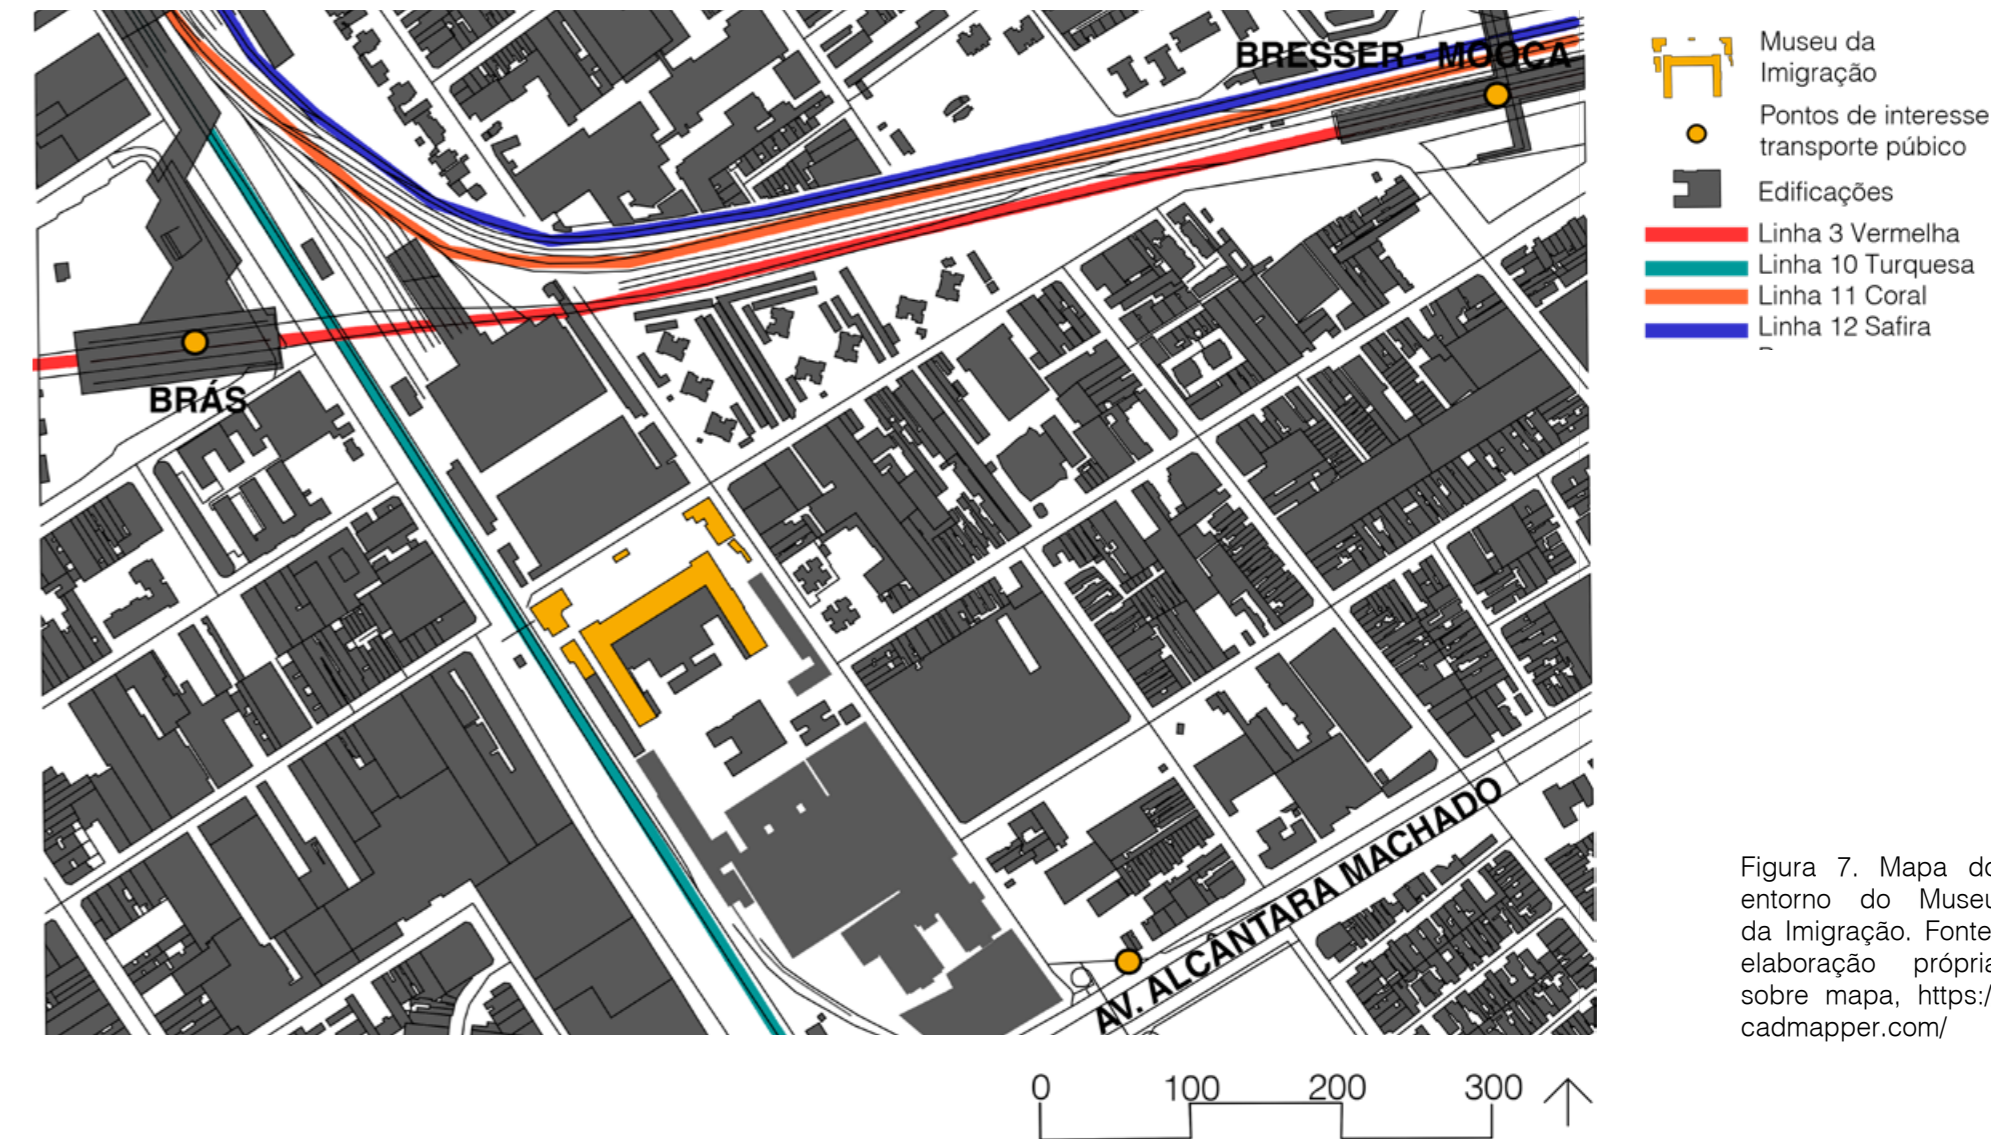 BRESSER - MOOCA
BRÁS
AV. ALCÂNTARA MACHADO
Museu da
Imigração
Pontos de interesse
transporte púbico
Edificações
Linha 3 Vermelha
Linha 10 Turquesa
Linha 11 Coral
Linha 12 Safira
Figura 7. Mapa do
entorno do Museu
da Imigração. Fonte
elaboração própria
sobre mapa, https:/
cadmapper.com/
0 100 200 300